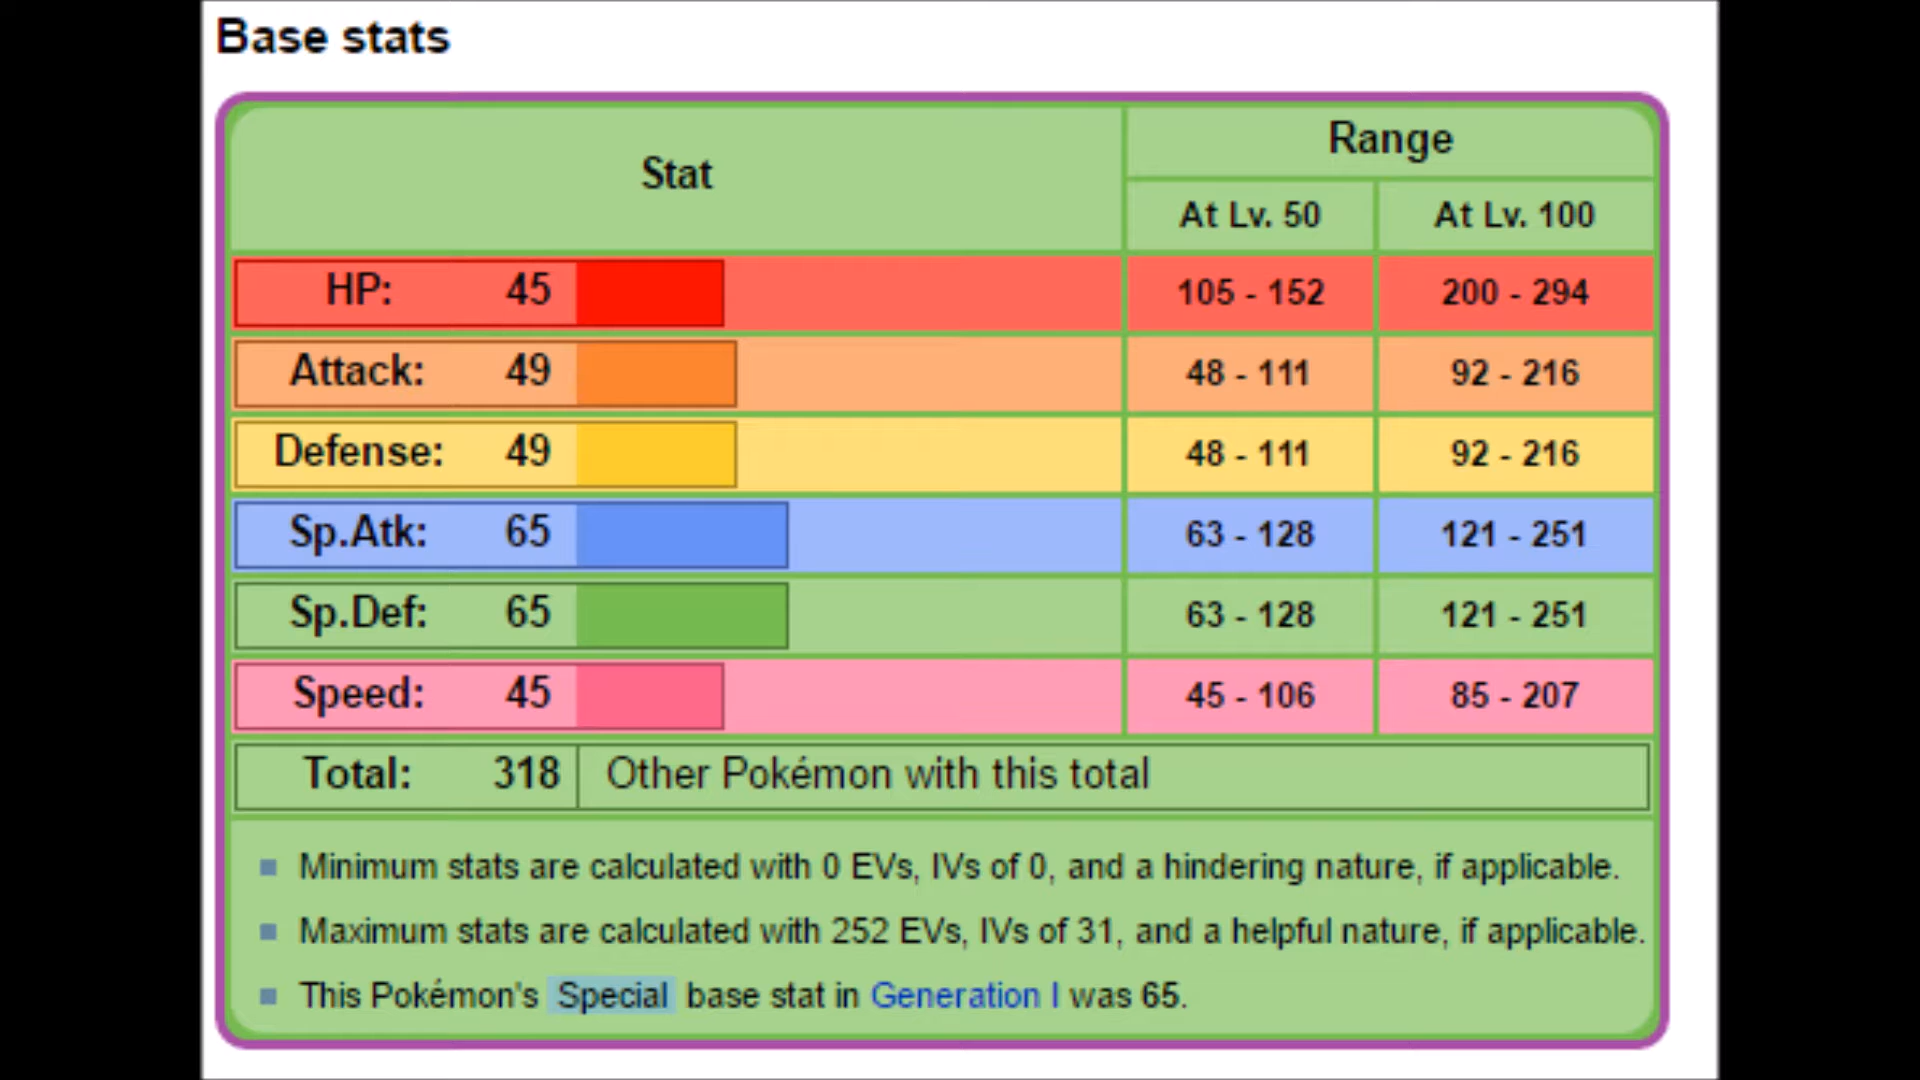 Base stats
Stat
Range
At Lv. 50 At Lv. 100
HP: 45 105 - 152 200 - 294
Attack: 49 48 - 111 92 - 216
Defense: 49 48 - 111 92 - 216
Sp.Atk: 65 63 - 128 121 - 251
Sp.Def: 65 63 - 128 121 - 251
Speed: 45 45 - 106 85 - 207
Total: 318 Other Pokémon with this total
Minimum stats are calculated with 0 EVs, IVs of 0, and a hindering nature, if applicable.
Maximum stats are calculated with 252 EVs, IVs of 31, and a helpful nature, if applicable.
This Pokémon's Special base stat in Generation I was 65.